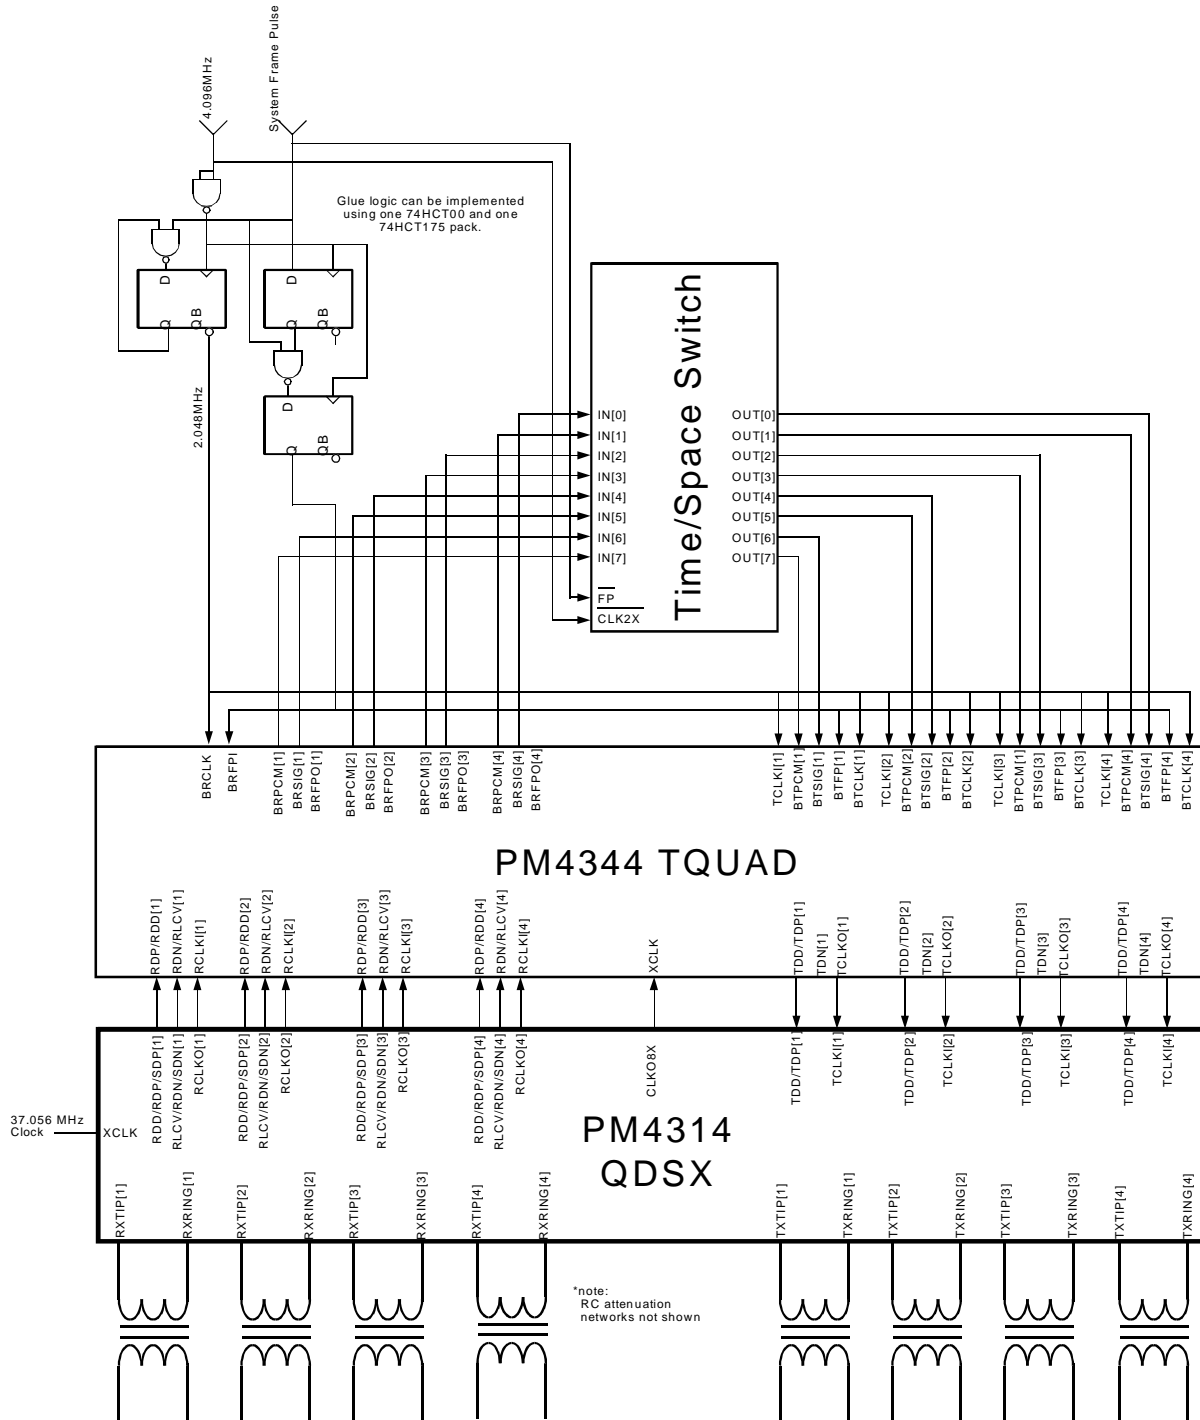 4.096MHz
System Frame Pulse
Glue logic can be implemented
using one 74HCT00 and one
74HCT175 pack.
D
Q
QB
D
Q
QB
D
Q
QB
2.048MHz
Time/Space Switch
IN[0]
IN[1]
IN[2]
IN[3]
IN[4]
IN[5]
IN[6]
IN[7]
FP
CLK2X
OUT[0]
OUT[1]
OUT[2]
OUT[3]
OUT[4]
OUT[5]
OUT[6]
OUT[7]
BRCLK
BRFPI
BRPCM[1]
BRSIG[1]
BRFPO[1]
BRPCM[2]
BRSIG[2]
BRFPO[2]
BRPCM[3]
BRSIG[3]
BRFPO[3]
BRPCM[4]
BRSIG[4]
BRFPO[4]
TCLKI[1]
BTPCM[1]
BTSIG[1]
BTFP[1]
BTCLK[1]
TCLKI[2]
BTPCM[2]
BTSIG[2]
BTFP[2]
BTCLK[2]
TCLKI[3]
BTPCM[1]
BTSIG[3]
BTFP[3]
BTCLK[3]
TCLKI[4]
BTPCM[4]
BTSIG[4]
BTFP[4]
BTCLK[4]
PM4344 TQUAD
RDP/RDD[1]
RDN/RLCV[1]
RCLKI[1]
RDP/RDD[2]
RDN/RLCV[2]
RCLKI[2]
RDP/RDD[3]
RDN/RLCV[3]
RCLKI[3]
RDP/RDD[4]
RDN/RLCV[4]
RCLKI[4]
XCLK
TDD/TDP[1]
TDN[1]
TCLKO[1]
TDD/TDP[2]
TDN[2]
TCLKO[2]
TDD/TDP[3]
TDN[3]
TCLKO[3]
TDD/TDP[4]
TDN[4]
TCLKO[4]
RDD/RDP/SDP[1]
RLCV/RDN/SDN[1]
RCLKO[1]
RDD/RDP/SDP[2]
RLCV/RDN/SDN[2]
RCLKO[2]
RDD/RDP/SDP[3]
RLCV/RDN/SDN[3]
RCLKO[3]
RDD/RDP/SDP[4]
RLCV/RDN/SDN[4]
RCLKO[4]
CLKO8X
TDD/TDP[1]
TCLKI[1]
TDD/TDP[2]
TCLKI[2]
TDD/TDP[3]
TCLKI[3]
TDD/TDP[4]
TCLKI[4]
37.056 MHz
Clock
XCLK
PM4314
QDSX
RXTIP[1]
RXRING[1]
RXTIP[2]
RXRING[2]
RXTIP[3]
RXRING[3]
RXTIP[4]
RXRING[4]
TXTIP[1]
TXRING[1]
TXTIP[2]
TXRING[2]
TXTIP[3]
TXRING[3]
TXTIP[4]
TXRING[4]
*note:
RC attenuation
networks not shown